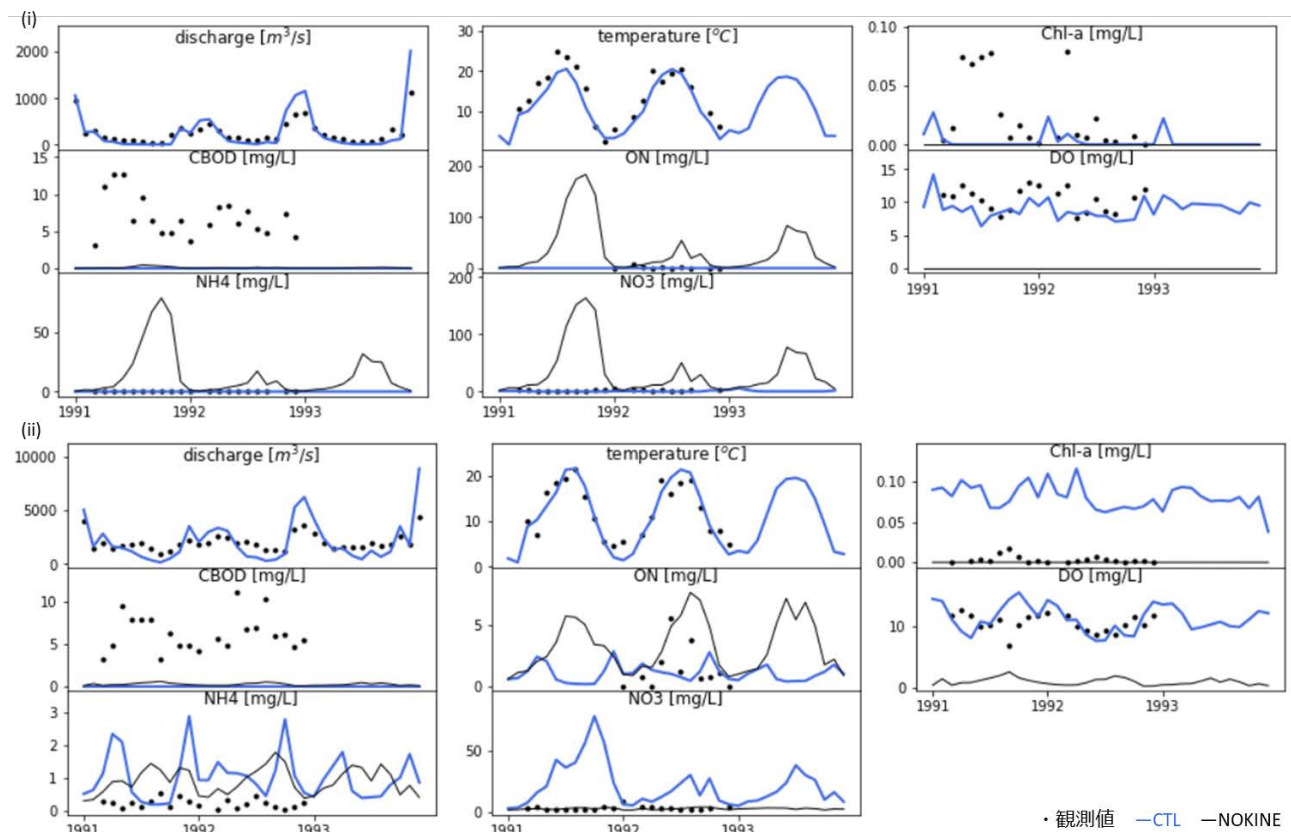 (i)
discharge [m³/s]
2000
1000
0
temperature [°C]
30
20
10
Chl-a [mg/L]
0.10
0.05
0.00
CBOD [mg/L]
15
10
5
0
ON [mg/L]
200
100
0
DO [mg/L]
15
10
5
0
1991 1992 1993
NH4 [mg/L]
50
0
1991 1992 1993
NO3 [mg/L]
200
100
0
1991 1992 1993
(ii)
discharge [m³/s]
10000
5000
0
temperature [°C]
20
10
0
Chl-a [mg/L]
0.10
0.05
0.00
CBOD [mg/L]
10
5
0
ON [mg/L]
5
0
DO [mg/L]
10
0
1991 1992 1993
NH4 [mg/L]
3
2
1
0
1991 1992 1993
NO3 [mg/L]
50
0
1991 1992 1993
・観測値 —CTL —NOKINE